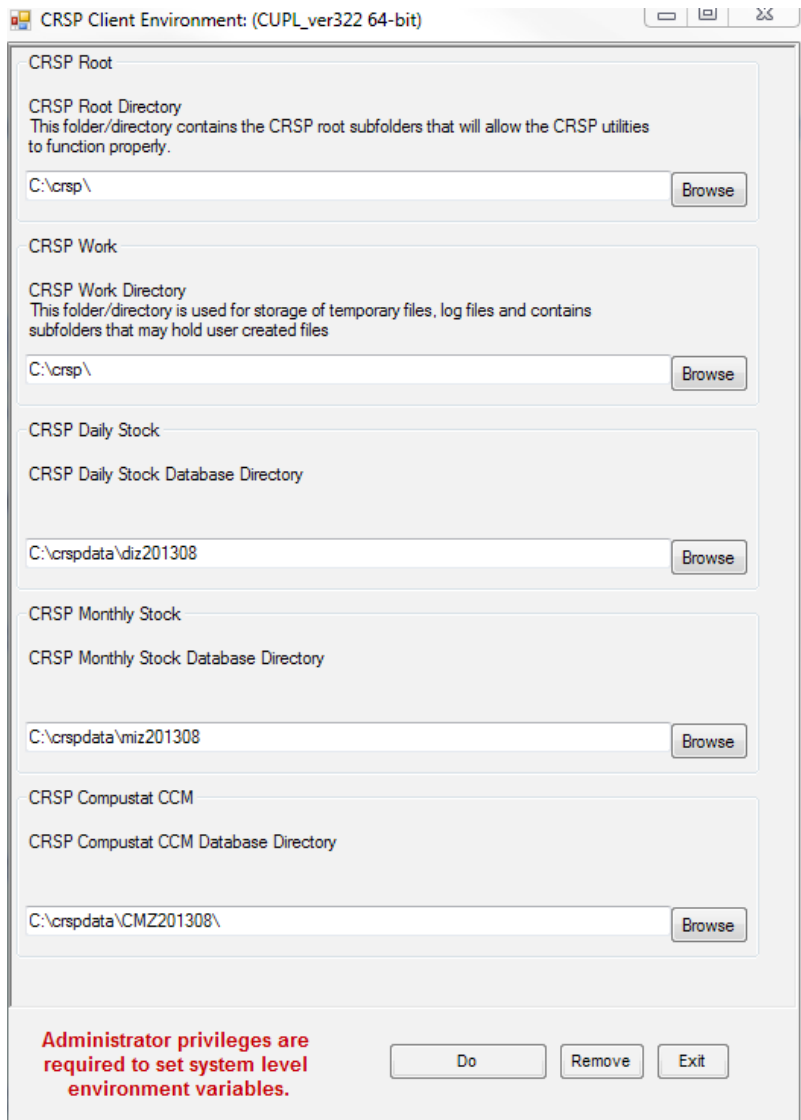 CRSP Client Environment: (CUPL_ver322 64-bit)
CRSP Root
CRSP Root Directory
This folder/directory contains the CRSP root subfolders that will allow the CRSP utilities
to function properly.
C:\crsp\
Browse
CRSP Work
CRSP Work Directory
This folder/directory is used for storage of temporary files, log files and contains
subfolders that may hold user created files
C:\crsp\
Browse
CRSP Daily Stock
CRSP Daily Stock Database Directory
C:\crspdata\diz201308
Browse
CRSP Monthly Stock
CRSP Monthly Stock Database Directory
C:\crspdata\miz201308
Browse
CRSP Compustat CCM
CRSP Compustat CCM Database Directory
C:\crspdata\CMZ201308\
Browse
Administrator privileges are
required to set system level
environment variables.
Do
Remove
Exit